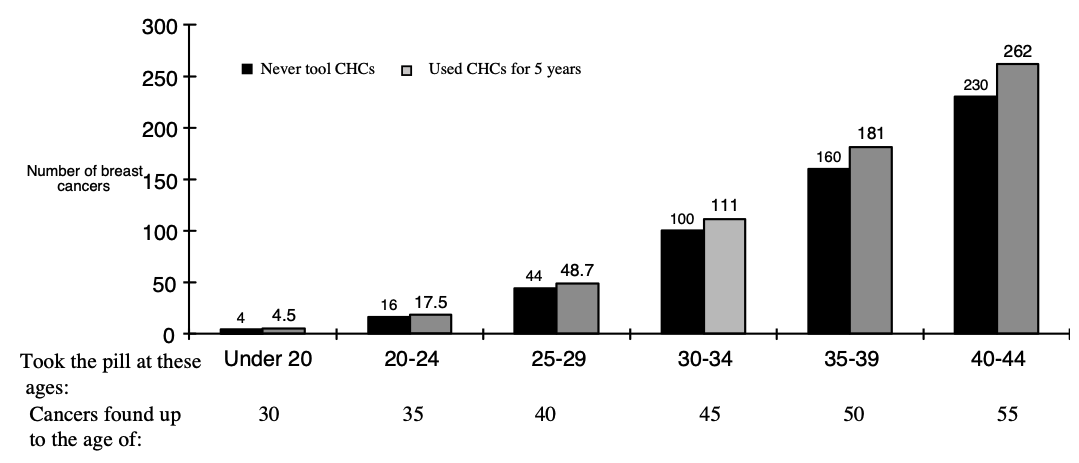 300
Never tool CHCs Used CHCs for 5 years
262
250
230
200
181
160
Number of breast
cancers
150
111
100
100
50
44 48.7
16 17.5
4 4.5
0
Took the pill at these Under 20 20-24 25-29 30-34 35-39 40-44
ages:
Cancers found up 30 35 40 45 50 55
to the age of: